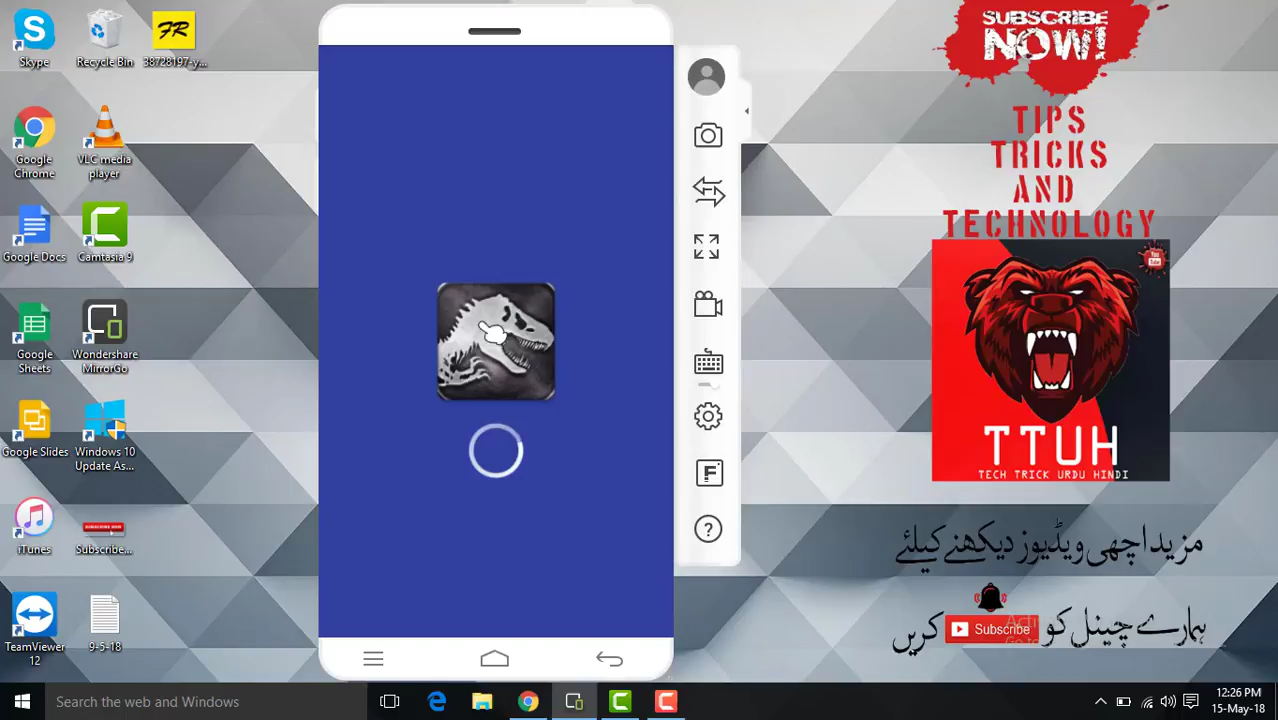 Skype
Recycle Bin
38728197-y...
FR
Google Chrome
VLC media player
Google Docs
Camtasia 9
Google Sheets
Wondershare MirrorGo
Google Slides
Windows 10 Update As...
iTunes
Subscribe...
TeamViewer 12
9-5-18
SUBSCRIBE
NOW!
TIPS
TRICKS
AND
TECHNOLOGY
You
Tube
TTUH
TECH TRICK URDU HINDI
مزید اچھی ویڈیوز دیکھنے کیلئے
ہمارے چینل کو Subscribe کریں
Search the web and Windows
12:26 PM
15-May-18